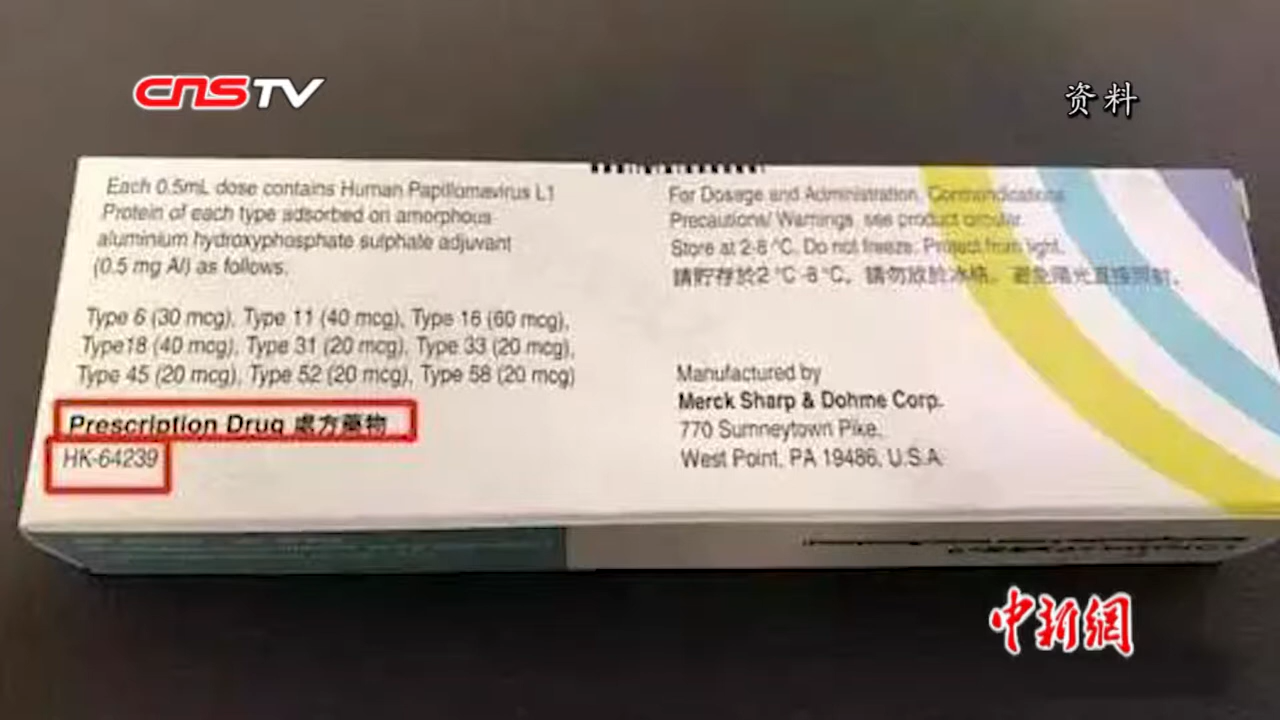 CNSTV
资料
Each 0.5mL dose contains Human Papillomavirus L1
Protein of each type adsorbed on amorphous
aluminium hydroxyphosphate sulphate adjuvant
(0.5 mg Al) as follows.
Type 6 (30 mcg), Type 11 (40 mcg), Type 16 (60 mcg),
Type18 (40 mcg), Type 31 (20 mcg), Type 33 (20 mcg),
Type 45 (20 mcg), Type 52 (20 mcg), Type 58 (20 mcg)
Prescription Drug 處方藥物
HK-64239
For Dosage and Administration, Contraindications
Precautions/ Warnings, see product circular.
Store at 2-8 °C. Do not freeze. Protect from light.
請貯存於2 °C-8 °C。請勿放於冰格。避免陽光直接照射。
Manufactured by
Merck Sharp & Dohme Corp.
770 Sumneytown Pike,
West Point, PA 19486, U.S.A
中新網